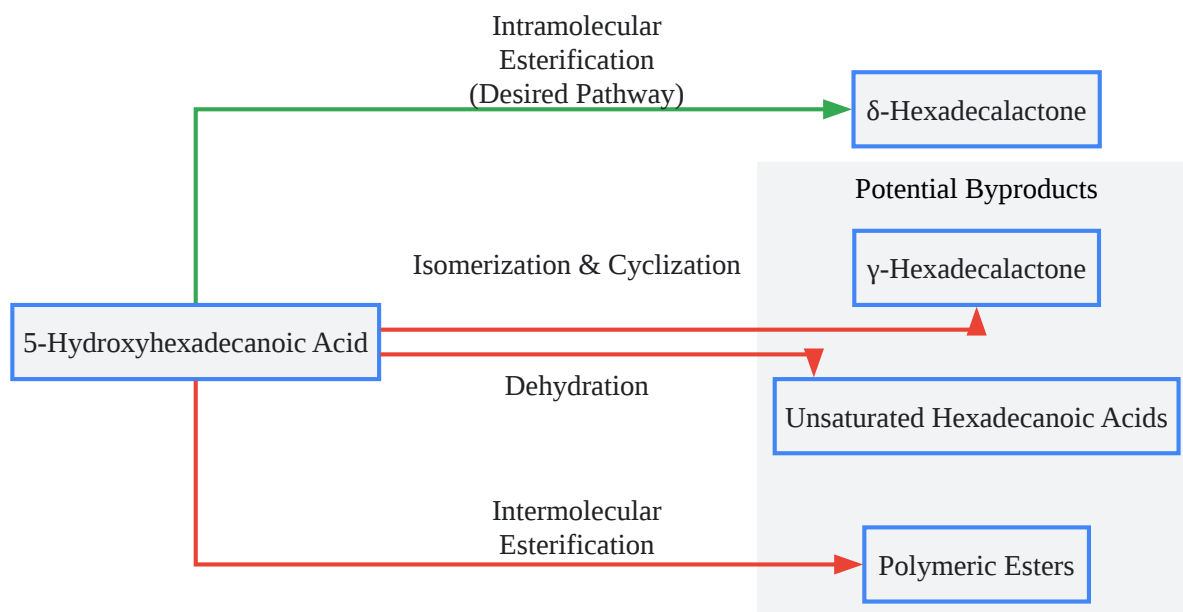 Intramolecular
Esterification
(Desired Pathway)
δ-Hexadecalactone
Potential Byproducts
Isomerization & Cyclization
γ-Hexadecalactone
5-Hydroxyhexadecanoic Acid
Dehydration
Unsaturated Hexadecanoic Acids
Intermolecular
Esterification
Polymeric Esters